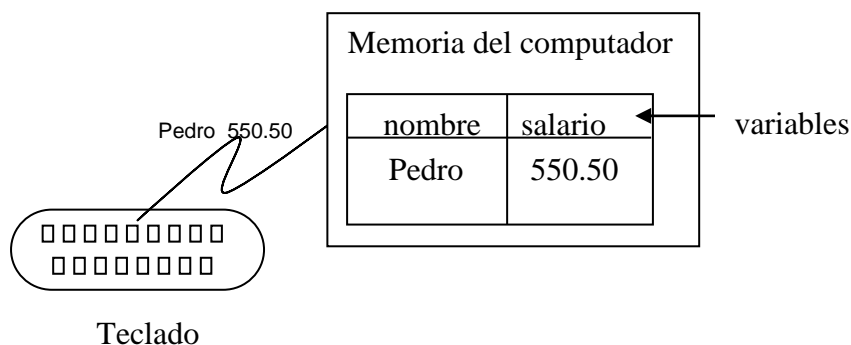 Memoria del computador
Pedro 550.50
nombre salario
variables
Pedro 550.50
Teclado